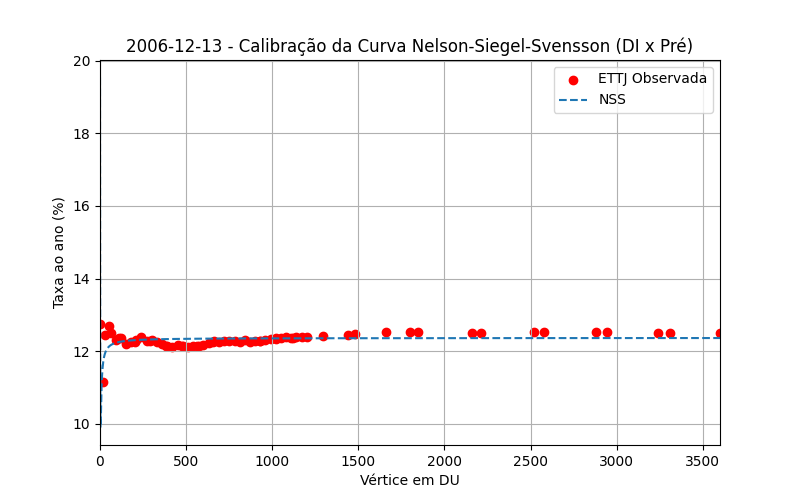 2006-12-13 - Calibração da Curva Nelson-Siegel-Svensson (DI x Pré)
ETTJ Observada
NSS
Taxa ao ano (%)
20
18
16
14
12
10
0 500 1000 1500 2000 2500 3000 3500
Vértice em DU